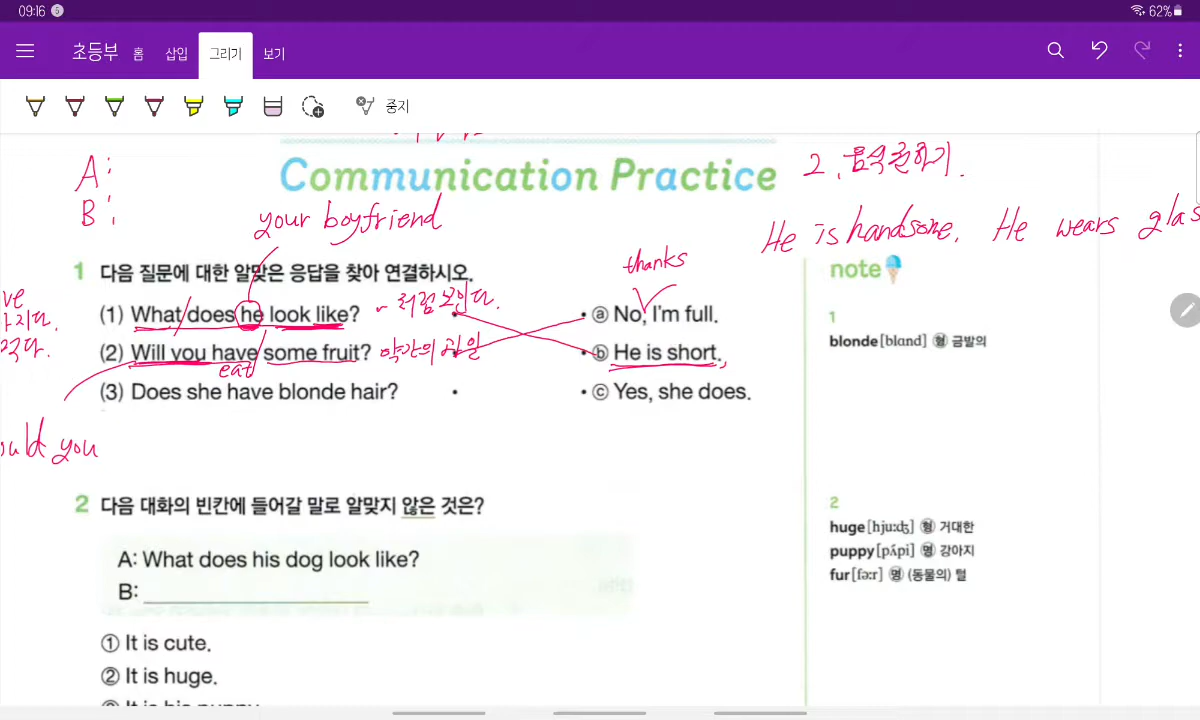 09:16 5 62%
초등부 홈 삽입 그리기 보기
중지
A:
B:
Communication Practice
2. 음식권하기.
your boyfriend
He is handsome. He wears glas
1 다음 질문에 대한 알맞은 응답을 찾아 연결하시오.
thanks
note
(1) What does he look like? ~처럼 보인다.
ⓐ No, I'm full.
(2) Will you have some fruit? 약간의 과일
eat
ⓑ He is short.
(3) Does she have blonde hair?
ⓒ Yes, she does.
ould you
1
blonde[blɑnd] 형 금발의
2 다음 대화의 빈칸에 들어갈 말로 알맞지 않은 것은?
A: What does his dog look like?
B:
① It is cute.
② It is huge.
2
huge[hju:dʒ] 형 거대한
puppy[pʌ́pi] 명 강아지
fur[fə:r] 명 (동물의) 털